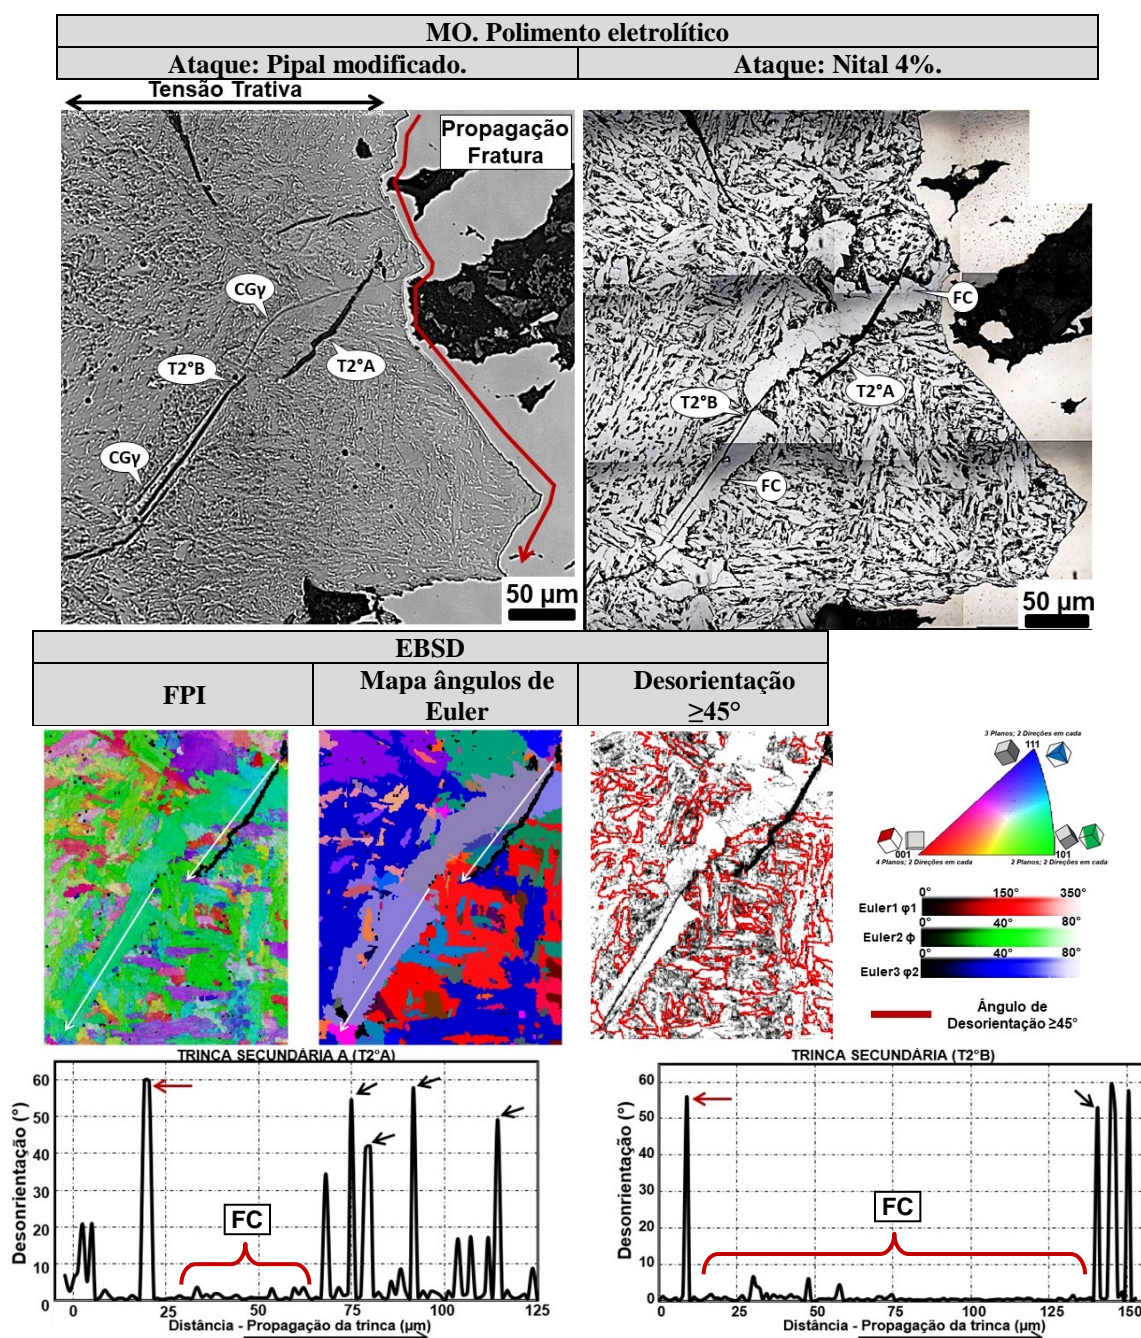 MO. Polimento eletrolítico
Ataque: Pipal modificado.
Ataque: Nital 4%.
Tensão Trativa
Propagação
Fratura
CGγ
T2°B
T2°A
CGγ
50 µm
FC
T2°B
T2°A
FC
50 µm
EBSD
FPI
Mapa ângulos de
Euler
Desorientação
≥45°
3 Planos; 2 Direções em cada
111
001
101
4 Planos; 2 Direções em cada
2 Planos; 2 Direções em cada
0° 150° 350°
Euler1 φ1
0° 40° 80°
Euler2 ϕ
0° 40° 80°
Euler3 φ2
Ângulo de
Desorientação ≥45°
TRINCA SECUNDÁRIA A (T2°A)
Desonrientação (°)
60
50
40
30
20
10
0
FC
0 25 50 75 100 125
Distância - Propagação da trinca (µm)
TRINCA SECUNDÁRIA (T2°B)
Desonrientação (°)
60
50
40
30
20
10
0
FC
0 25 50 75 100 125 150
Distância - Propagação da trinca (µm)